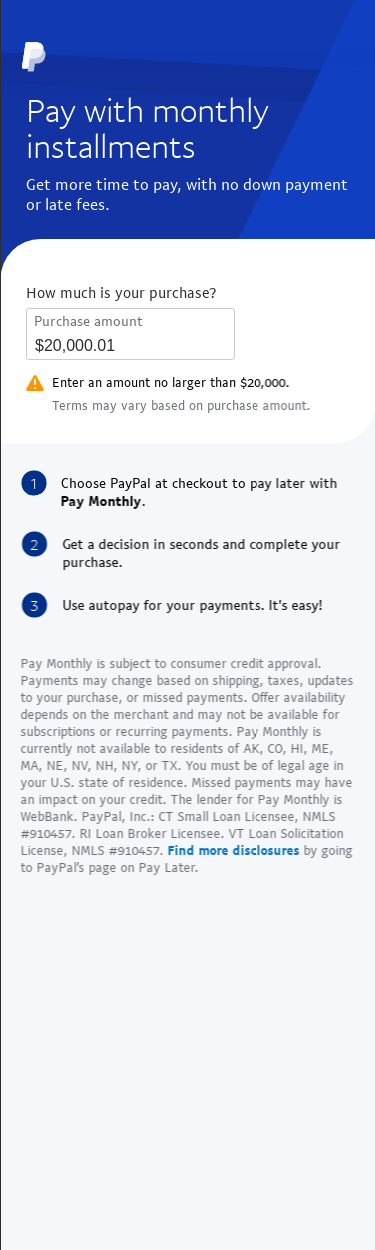 Pay with monthly
installments
Get more time to pay, with no down payment
or late fees.
How much is your purchase?
Purchase amount
$20,000.01
Enter an amount no larger than $20,000.
Terms may vary based on purchase amount.
1 Choose PayPal at checkout to pay later with
Pay Monthly.
2 Get a decision in seconds and complete your
purchase.
3 Use autopay for your payments. It's easy!
Pay Monthly is subject to consumer credit approval.
Payments may change based on shipping, taxes, updates
to your purchase, or missed payments. Offer availability
depends on the merchant and may not be available for
subscriptions or recurring payments. Pay Monthly is
currently not available to residents of AK, CO, HI, ME,
MA, NE, NV, NH, NY, or TX. You must be of legal age in
your U.S. state of residence. Missed payments may have
an impact on your credit. The lender for Pay Monthly is
WebBank. PayPal, Inc.: CT Small Loan Licensee, NMLS
#910457. RI Loan Broker Licensee. VT Loan Solicitation
License, NMLS #910457. Find more disclosures by going
to PayPal’s page on Pay Later.